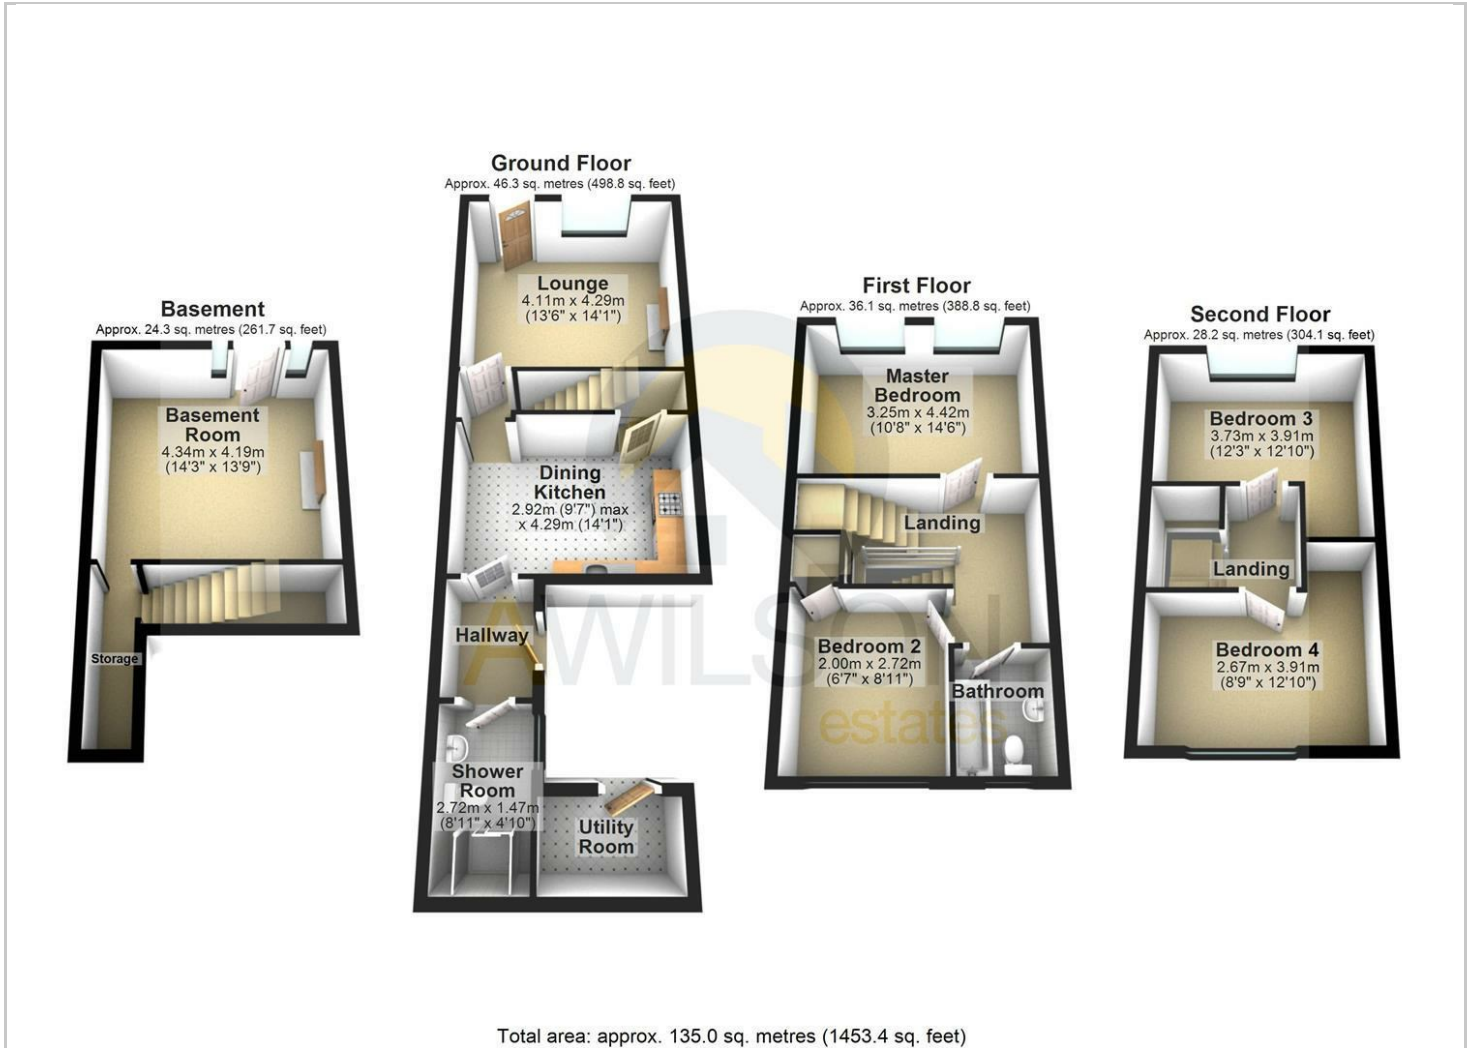 Basement
Approx. 24.3 sq. metres (261.7 sq. feet)
Basement
Room
4.34m x 4.19m
(14'3" x 13'9")
Storage
Ground Floor
Approx. 46.3 sq. metres (498.8 sq. feet)
Lounge
4.11m x 4.29m
(13'6" x 14'1")
Dining
Kitchen
2.92m (9'7") max
x 4.29m (14'1")
Hallway
Shower
Room
2.72m x 1.47m
(8'11" x 4'10")
Utility
Room
First Floor
Approx. 36.1 sq. metres (388.8 sq. feet)
Master
Bedroom
3.25m x 4.42m
(10'8" x 14'6")
Landing
Bedroom 2
2.00m x 2.72m
(6'7" x 8'11")
Bathroom
Second Floor
Approx. 28.2 sq. metres (304.1 sq. feet)
Bedroom 3
3.73m x 3.91m
(12'3" x 12'10")
Landing
Bedroom 4
2.67m x 3.91m
(8'9" x 12'10")
AWILSON
estates
Total area: approx. 135.0 sq. metres (1453.4 sq. feet)